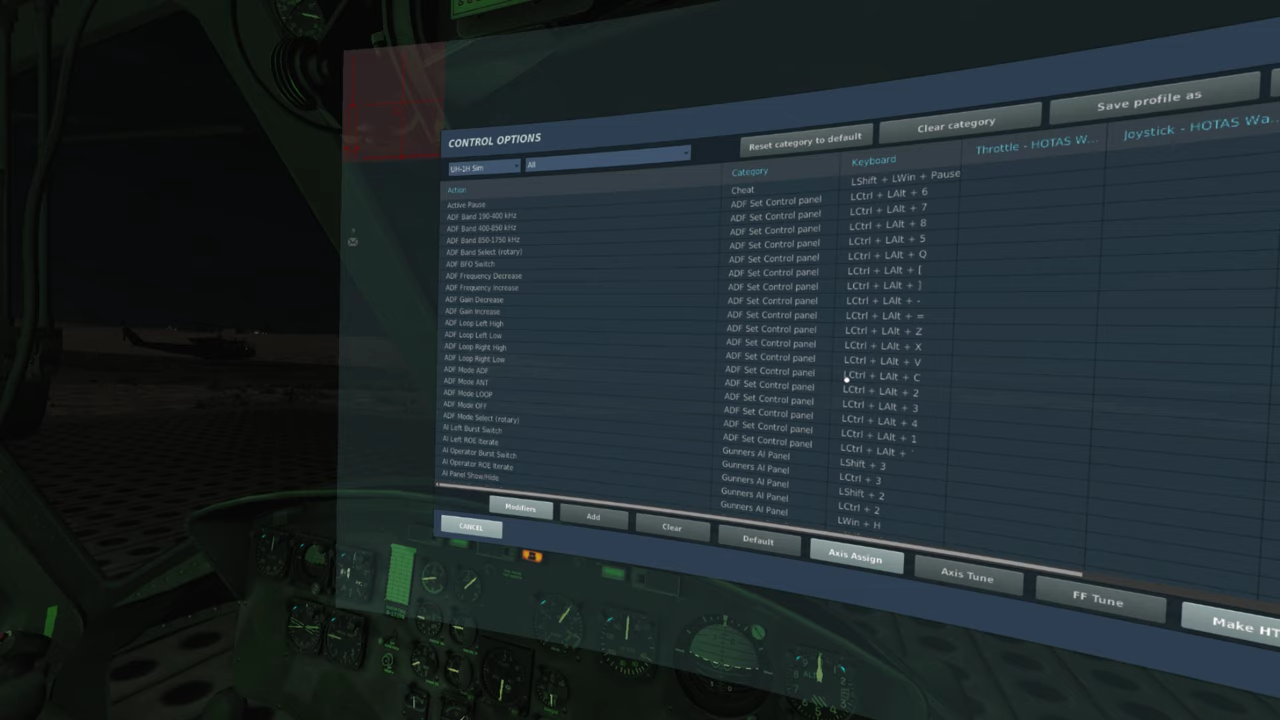 CONTROL OPTIONS
Reset category to default
Clear category
Save profile as
UH-1H Sim
All
Action Category Keyboard Throttle - HOTAS W... Joystick - HOTAS Wa...
Active Pause Cheat LShift + LWin + Pause
ADF Band 190-400 kHz ADF Set Control panel LCtrl + LAlt + 6
ADF Band 400-850 kHz ADF Set Control panel LCtrl + LAlt + 7
ADF Band 850-1750 kHz ADF Set Control panel LCtrl + LAlt + 8
ADF Band Select (rotary) ADF Set Control panel LCtrl + LAlt + 5
ADF BFO Switch ADF Set Control panel LCtrl + LAlt + Q
ADF Frequency Decrease ADF Set Control panel LCtrl + LAlt + [
ADF Frequency Increase ADF Set Control panel LCtrl + LAlt + ]
ADF Gain Decrease ADF Set Control panel LCtrl + LAlt + -
ADF Gain Increase ADF Set Control panel LCtrl + LAlt + =
ADF Loop Left High ADF Set Control panel LCtrl + LAlt + Z
ADF Loop Left Low ADF Set Control panel LCtrl + LAlt + X
ADF Loop Right High ADF Set Control panel LCtrl + LAlt + V
ADF Loop Right Low ADF Set Control panel LCtrl + LAlt + C
ADF Mode ADF ADF Set Control panel LCtrl + LAlt + 2
ADF Mode ANT ADF Set Control panel LCtrl + LAlt + 3
ADF Mode LOOP ADF Set Control panel LCtrl + LAlt + 4
ADF Mode OFF ADF Set Control panel LCtrl + LAlt + 1
ADF Mode Select (rotary) ADF Set Control panel LCtrl + LAlt + `
AI Left Burst Switch Gunners AI Panel LShift + 3
AI Left ROE Iterate Gunners AI Panel LCtrl + 3
AI Operator Burst Switch Gunners AI Panel LShift + 2
AI Operator ROE Iterate Gunners AI Panel LCtrl + 2
AI Panel Show/Hide Gunners AI Panel LWin + H
Modifiers
Add
Clear
Default
Axis Assign
Axis Tune
FF Tune
Make HT
CANCEL